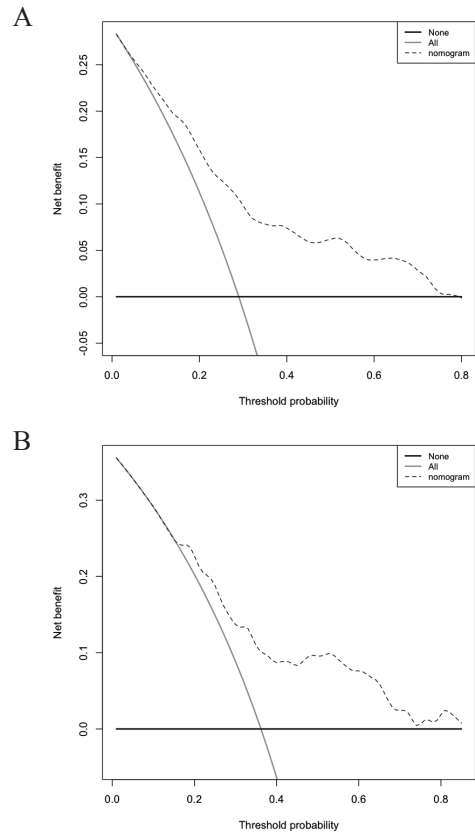 A
None
All
nomogram
Net benefit
0.25
0.20
0.15
0.10
0.05
0.00
-0.05
0.0 0.2 0.4 0.6 0.8
Threshold probability
B
None
All
nomogram
Net benefit
0.3
0.2
0.1
0.0
0.0 0.2 0.4 0.6 0.8
Threshold probability